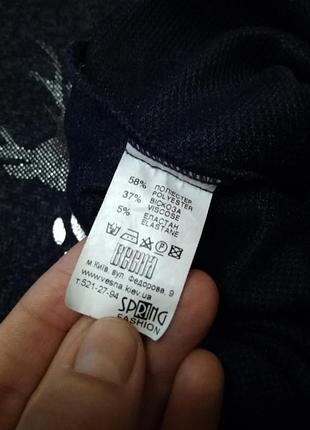 58% ПОЛІЕСТЕР
POLYESTER
37% ВІСКОЗА
VISCOSE
5% ЕЛАСТАН
ELASTANE
м.Київ, вул. Федорова, 9
www.vesna.kiev.ua
т.521-27-94
SPRING
FASHION